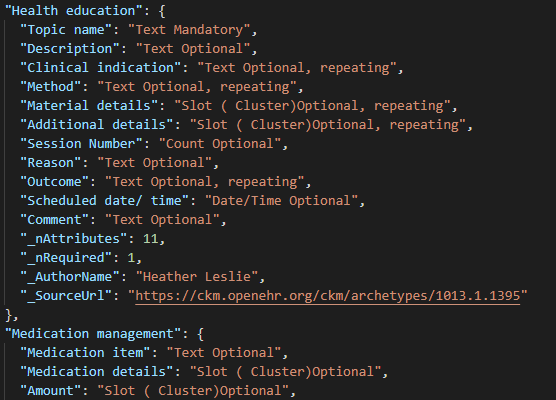 "Health education": {
"Topic name": "Text Mandatory",
"Description": "Text Optional",
"Clinical indication": "Text Optional, repeating",
"Method": "Text Optional, repeating",
"Material details": "Slot ( Cluster)Optional, repeating",
"Additional details": "Slot ( Cluster)Optional, repeating",
"Session Number": "Count Optional",
"Reason": "Text Optional",
"Outcome": "Text Optional, repeating",
"Scheduled date/ time": "Date/Time Optional",
"Comment": "Text Optional",
"_nAttributes": 11,
"_nRequired": 1,
"_AuthorName": "Heather Leslie",
"_SourceUrl": "https://ckm.openehr.org/ckm/archetypes/1013.1.1395"
},
"Medication management": {
"Medication item": "Text Optional",
"Medication details": "Slot ( Cluster)Optional",
"Amount": "Slot ( Cluster)Optional",